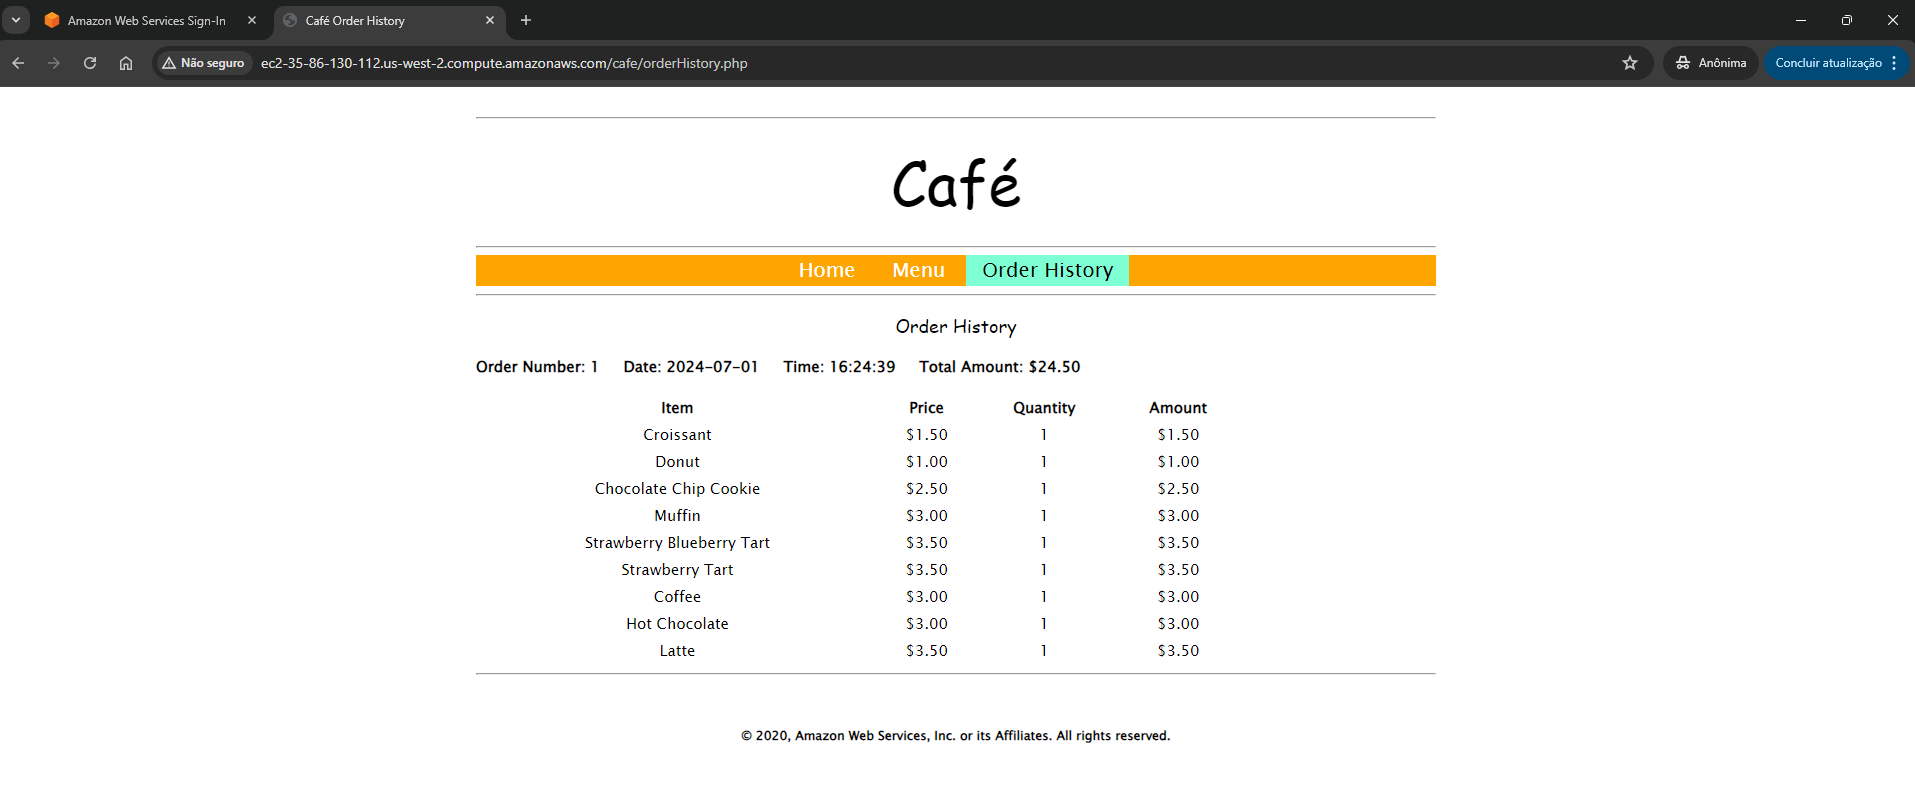 Amazon Web Services Sign-In
Café Order History
Não seguro ec2-35-86-130-112.us-west-2.compute.amazonaws.com/cafe/orderHistory.php Anônima Concluir atualização
Café
Home Menu Order History
Order History
Order Number: 1 Date: 2024-07-01 Time: 16:24:39 Total Amount: $24.50
Item Price Quantity Amount
Croissant $1.50 1 $1.50
Donut $1.00 1 $1.00
Chocolate Chip Cookie $2.50 1 $2.50
Muffin $3.00 1 $3.00
Strawberry Blueberry Tart $3.50 1 $3.50
Strawberry Tart $3.50 1 $3.50
Coffee $3.00 1 $3.00
Hot Chocolate $3.00 1 $3.00
Latte $3.50 1 $3.50
© 2020, Amazon Web Services, Inc. or its Affiliates. All rights reserved.